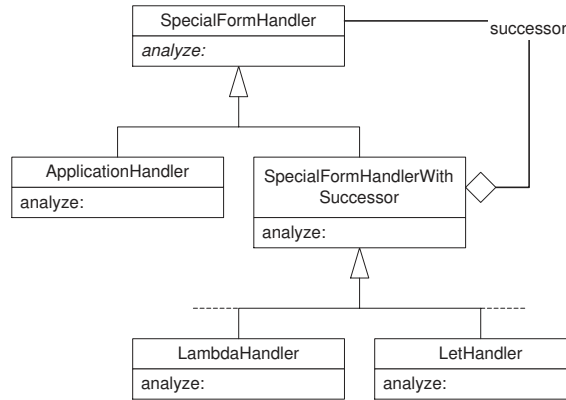 SpecialFormHandler
successor
analyze:
ApplicationHandler
analyze:
SpecialFormHandlerWith
Successor
analyze:
LambdaHandler
analyze:
LetHandler
analyze: